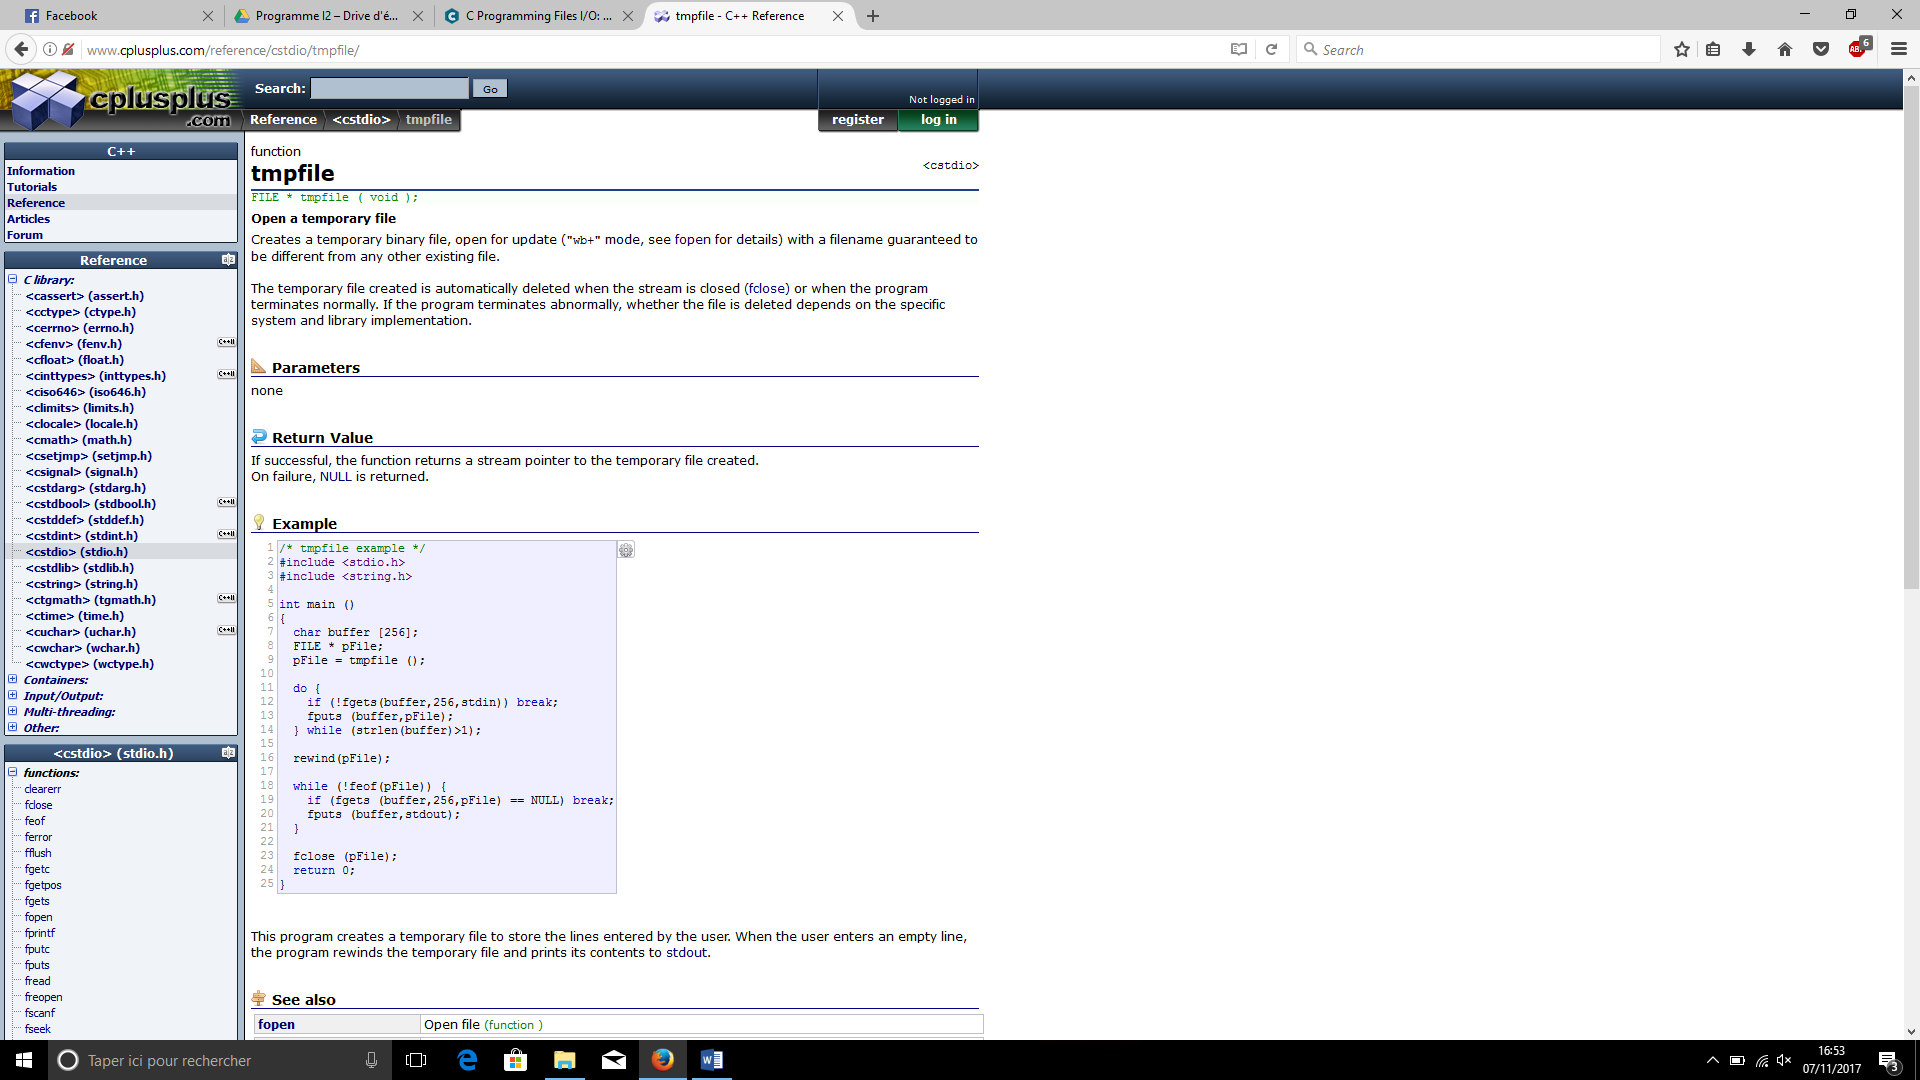 Facebook
Programme I2 – Drive d'é...
C Programming Files I/O: ...
tmpfile - C++ Reference
www.cplusplus.com/reference/cstdio/tmpfile/
Search
6
cplusplus
.com
Search:
Go
Not logged in
Reference
<cstdio>
tmpfile
register
log in
C++
Information
Tutorials
Reference
Articles
Forum
Reference
C library:
<cassert> (assert.h)
<cctype> (ctype.h)
<cerrno> (errno.h)
<cfenv> (fenv.h)
<cfloat> (float.h)
<cinttypes> (inttypes.h)
<ciso646> (iso646.h)
<climits> (limits.h)
<clocale> (locale.h)
<cmath> (math.h)
<csetjmp> (setjmp.h)
<csignal> (signal.h)
<cstdarg> (stdarg.h)
<cstdbool> (stdbool.h)
<cstddef> (stddef.h)
<cstdint> (stdint.h)
<cstdio> (stdio.h)
<cstdlib> (stdlib.h)
<cstring> (string.h)
<ctgmath> (tgmath.h)
<ctime> (time.h)
<cuchar> (uchar.h)
<cwchar> (wchar.h)
<cwctype> (wctype.h)
Containers:
Input/Output:
Multi-threading:
Other:
<cstdio> (stdio.h)
functions:
clearerr
fclose
feof
ferror
fflush
fgetc
fgetpos
fgets
fopen
fprintf
fputc
fputs
fread
freopen
fscanf
fseek
function
tmpfile
<cstdio>
FILE * tmpfile ( void );
Open a temporary file
Creates a temporary binary file, open for update ("wb+" mode, see fopen for details) with a filename guaranteed to
be different from any other existing file.
The temporary file created is automatically deleted when the stream is closed (fclose) or when the program
terminates normally. If the program terminates abnormally, whether the file is deleted depends on the specific
system and library implementation.
Parameters
none
Return Value
If successful, the function returns a stream pointer to the temporary file created.
On failure, NULL is returned.
Example
1 /* tmpfile example */
2 #include <stdio.h>
3 #include <string.h>
4
5 int main ()
6 {
7 char buffer [256];
8 FILE * pFile;
9 pFile = tmpfile ();
10
11 do {
12 if (!fgets(buffer,256,stdin)) break;
13 fputs (buffer,pFile);
14 } while (strlen(buffer)>1);
15
16 rewind(pFile);
17
18 while (!feof(pFile)) {
19 if (fgets (buffer,256,pFile) == NULL) break;
20 fputs (buffer,stdout);
21 }
22
23 fclose (pFile);
24 return 0;
25 }
This program creates a temporary file to store the lines entered by the user. When the user enters an empty line,
the program rewinds the temporary file and prints its contents to stdout.
See also
fopen
Open file (function )
Taper ici pour rechercher
16:53
07/11/2017
3